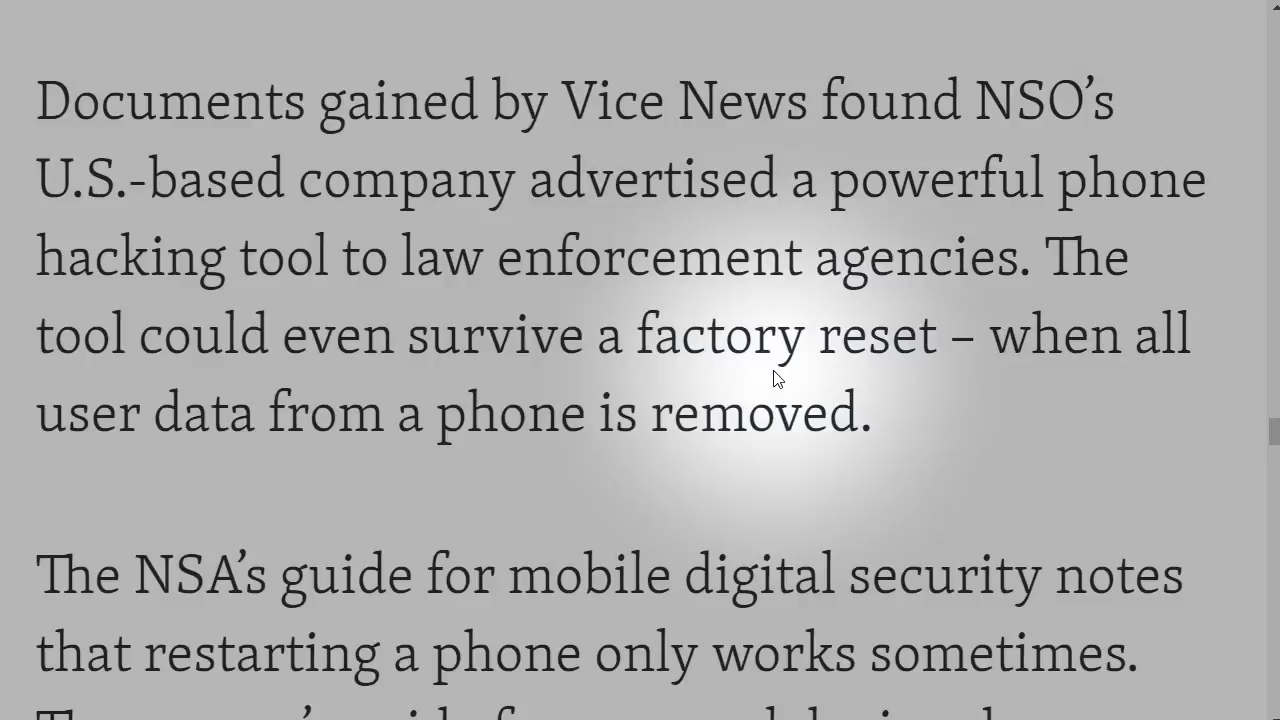 Documents gained by Vice News found NSO’s
U.S.-based company advertised a powerful phone
hacking tool to law enforcement agencies. The
tool could even survive a factory reset – when all
user data from a phone is removed.
The NSA’s guide for mobile digital security notes
that restarting a phone only works sometimes.